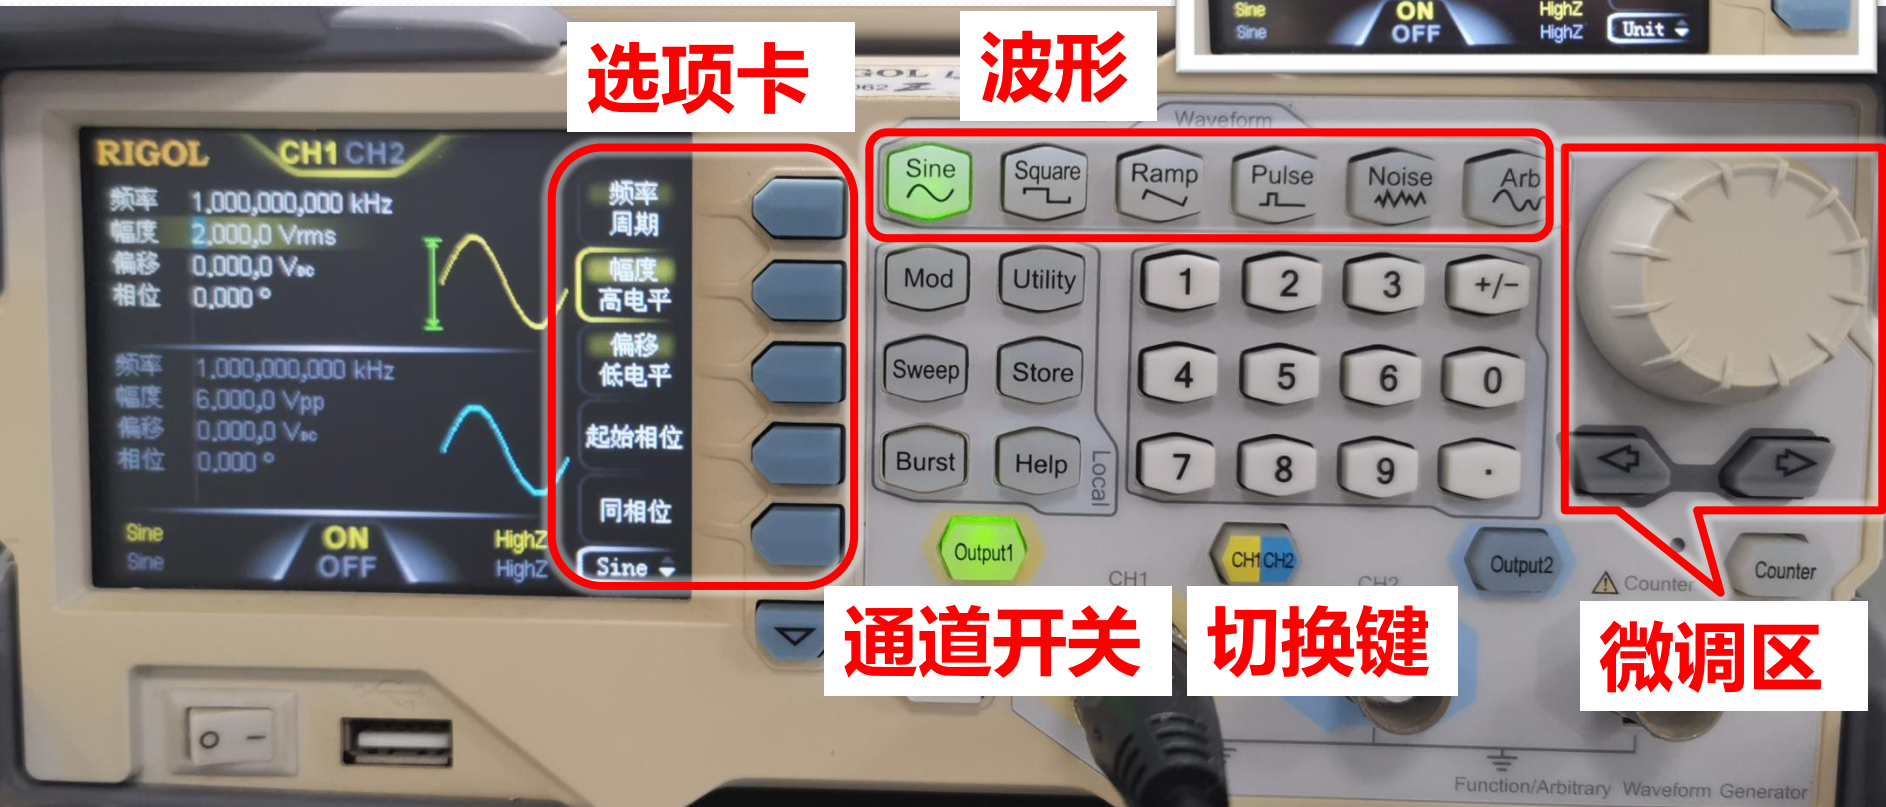 Sine ON HighZ
Sine OFF HighZ Unit
选项卡
波形
RIGOL
CH1 CH2
频率 1.000,000,000 kHz
幅度 2.000,0 Vrms
偏移 0.000,0 VDC
相位 0.000 °
频率 1.000,000,000 kHz
幅度 6.000,0 Vpp
偏移 0.000,0 VDC
相位 0.000 °
Sine ON HighZ
Sine OFF HighZ
频率
周期
幅度
高电平
偏移
低电平
起始相位
同相位
Sine
Waveform
Sine Square Ramp Pulse Noise Arb
Mod Utility 1 2 3 +/−
Sweep Store 4 5 6 0
Burst Help 7 8 9 .
Local
Output1 CH1 CH2 Output2 Counter
CH1 CH2 Counter
通道开关
切换键
微调区
Function/Arbitrary Waveform Generator